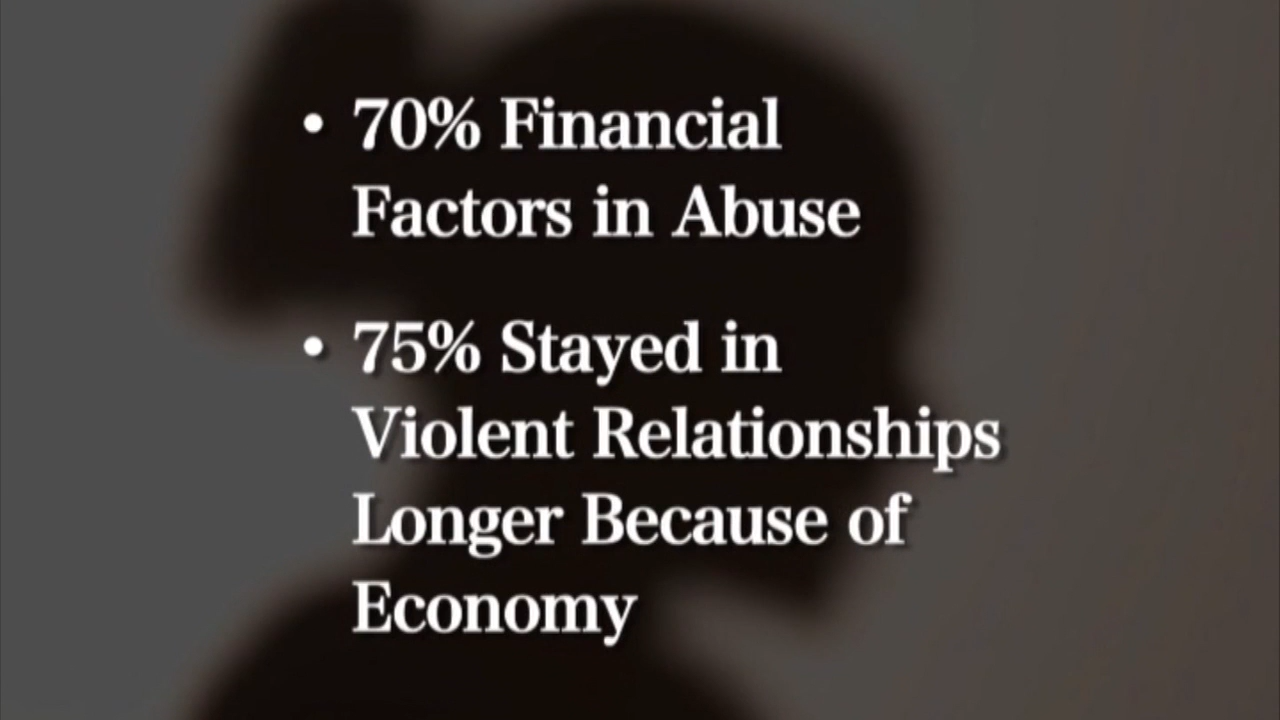 • 70% Financial
Factors in Abuse
• 75% Stayed in
Violent Relationships
Longer Because of
Economy